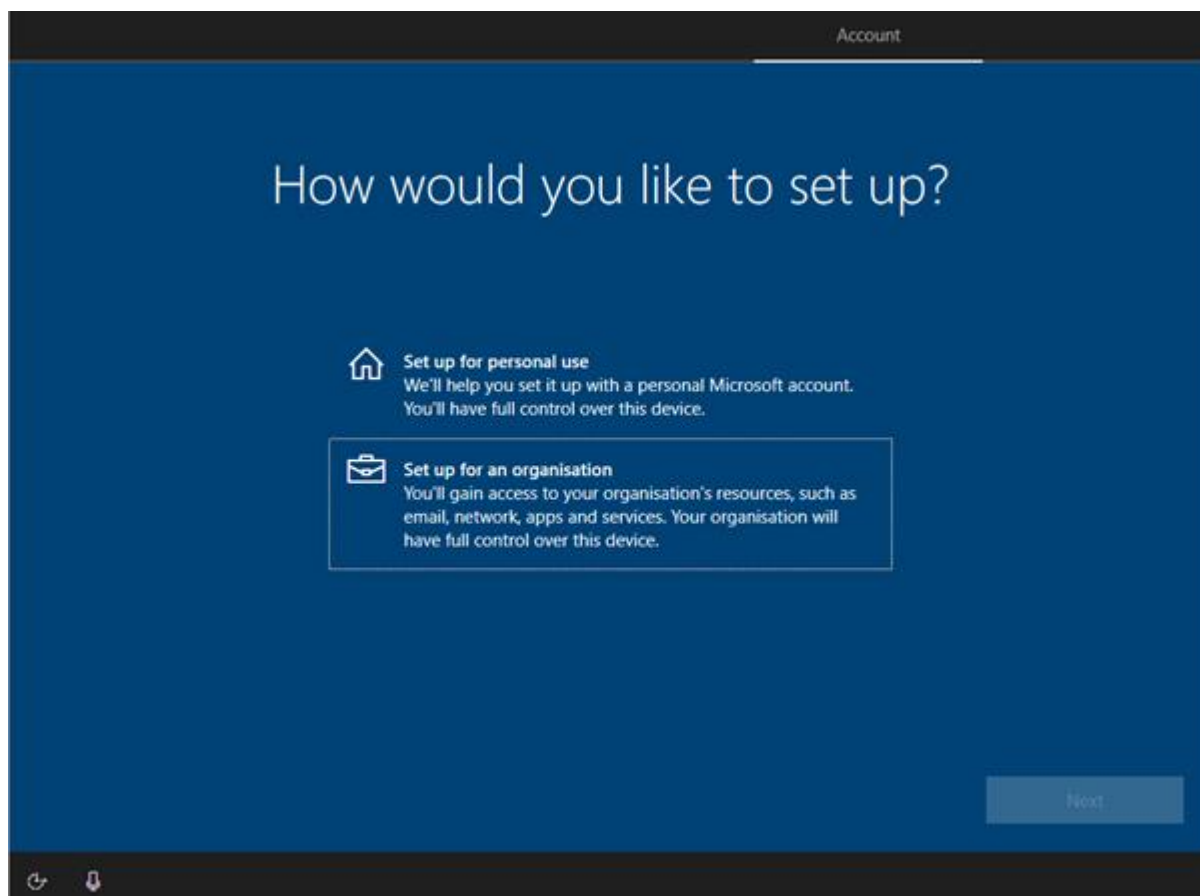 Account
How would you like to set up?
Set up for personal use
We'll help you set it up with a personal Microsoft account.
You'll have full control over this device.
Set up for an organisation
You'll gain access to your organisation's resources, such as
email, network, apps and services. Your organisation will
have full control over this device.
Next